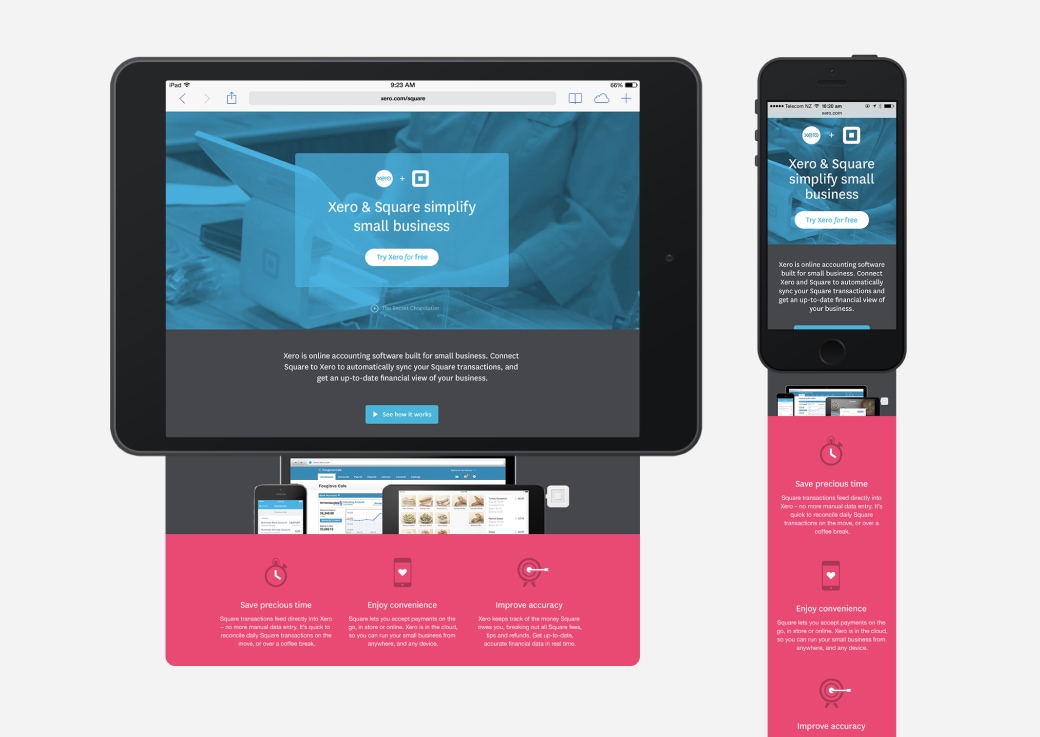 iPad
9:23 AM
66%
xero.com/square
xero +
Xero & Square simplify
small business
Try Xero for free
The Secret Chocolatier
Xero is online accounting software built for small business. Connect
Square to Xero to automatically sync your Square transactions, and
get an up-to-date financial view of your business.
See how it works
Foxglove Cafe
Foxglove Cafe
Save precious time
Square transactions feed directly into Xero
– no more manual data entry. It's quick to
reconcile daily Square transactions on the
move, or over a coffee break.
Enjoy convenience
Square lets you accept payments on the
go, in store or online. Xero is in the cloud,
so you can run your small business from
anywhere, and any device.
Improve accuracy
Xero keeps track of the money Square
owes you, breaking out all Square fees,
tips and refunds. Get up-to-date,
accurate financial data in real time.
Telecom NZ 10:20 am
xero.com
xero +
Xero & Square
simplify small
business
Try Xero for free
Xero is online accounting software
built for small business. Connect
Xero and Square to automatically
sync your Square transactions and
get an up-to-date financial view of
your business.
Save precious time
Square transactions feed directly into
Xero – no more manual data entry. It's
quick to reconcile daily Square
transactions on the move, or over a
coffee break.
Enjoy convenience
Square lets you accept payments on the
go, in store or online. Xero is in the cloud,
so you can run your small business from
anywhere, and any device.
Improve accuracy